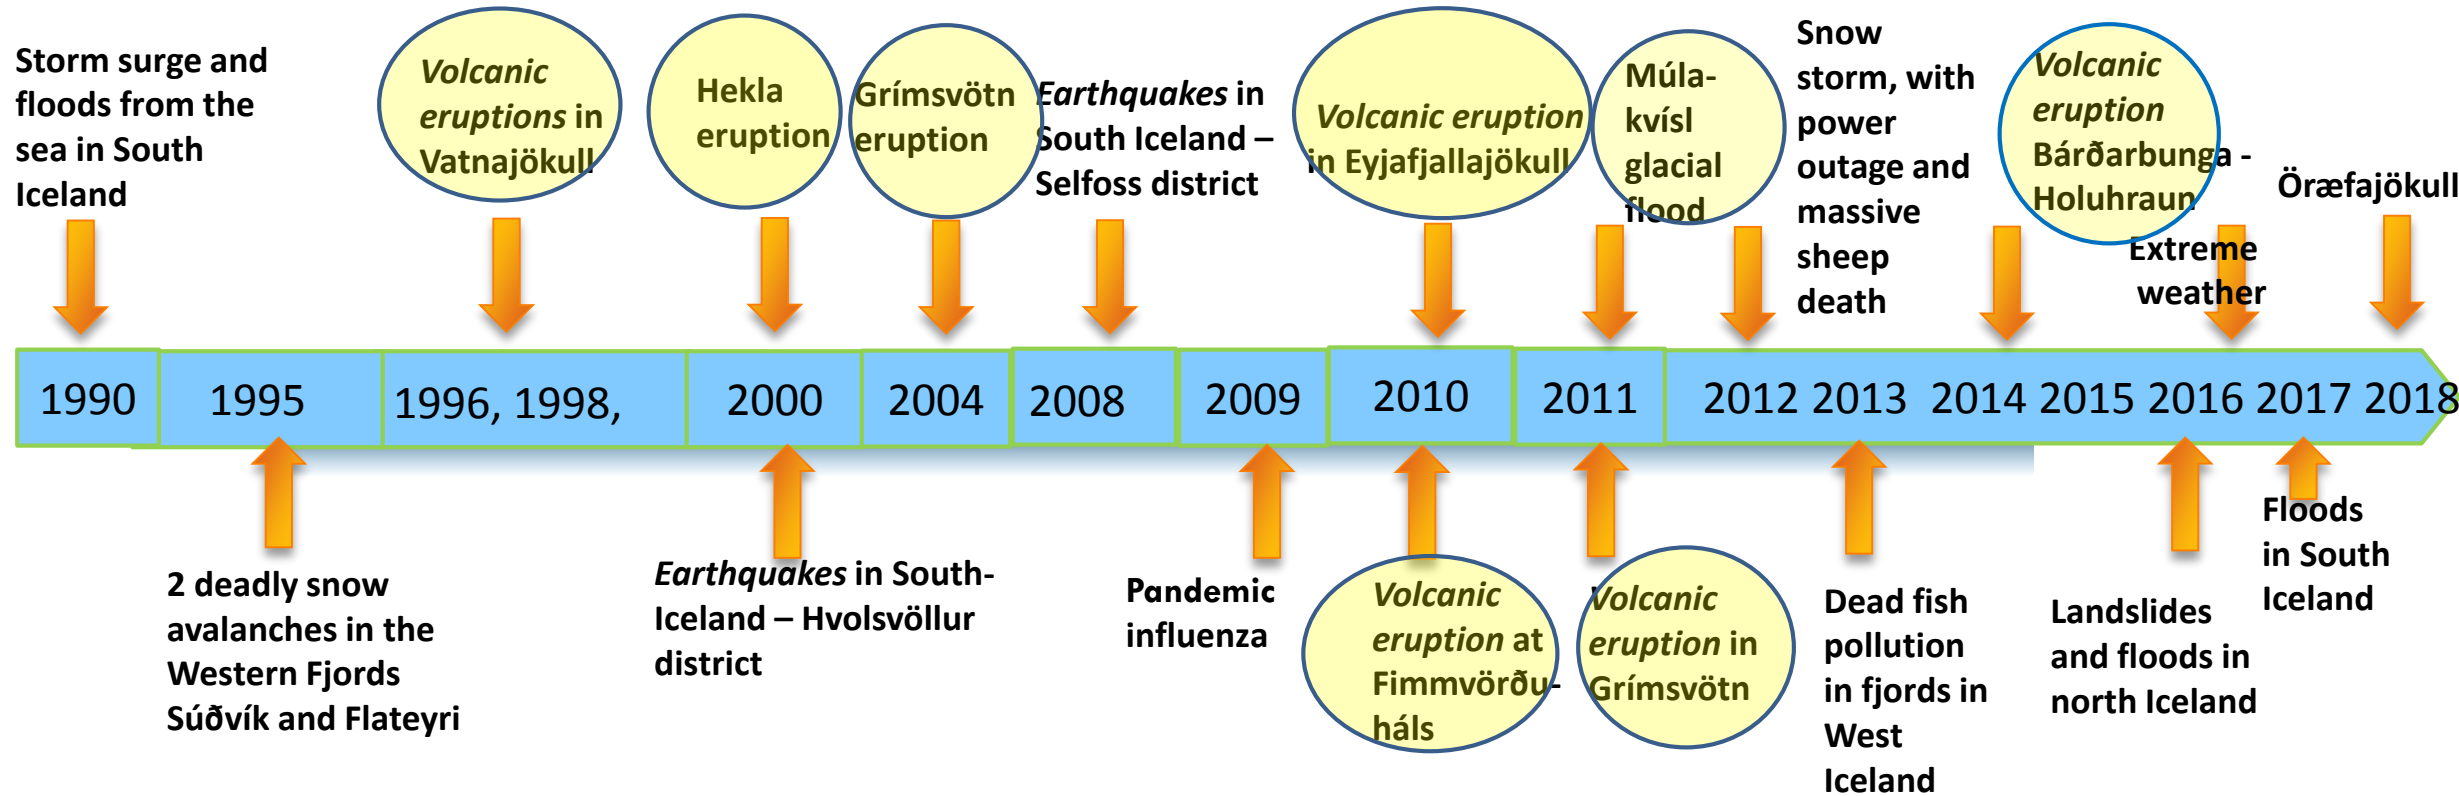 Storm surge and
floods from the
sea in South
Iceland
Volcanic
eruptions in
Vatnajökull
Hekla
eruption
Grímsvötn
eruption
Earthquakes in
South Iceland –
Selfoss district
Volcanic eruption
in Eyjafjallajökull
Múla-
kvísl
glacial
flood
Snow
storm, with
power
outage and
massive
sheep
death
Volcanic
eruption
Bárðarbunga -
Holuhraun
Extreme
weather
Öræfajökull
1990
1995
1996, 1998,
2000
2004
2008
2009
2010
2011
2012 2013 2014 2015 2016 2017 2018
2 deadly snow
avalanches in the
Western Fjords
Súðvík and Flateyri
Earthquakes in South-
Iceland – Hvolsvöllur
district
Pandemic
influenza
Volcanic
eruption at
Fimmvörðu-
háls
Volcanic
eruption in
Grímsvötn
Dead fish
pollution
in fjords in
West
Iceland
Landslides
and floods in
north Iceland
Floods
in South
Iceland